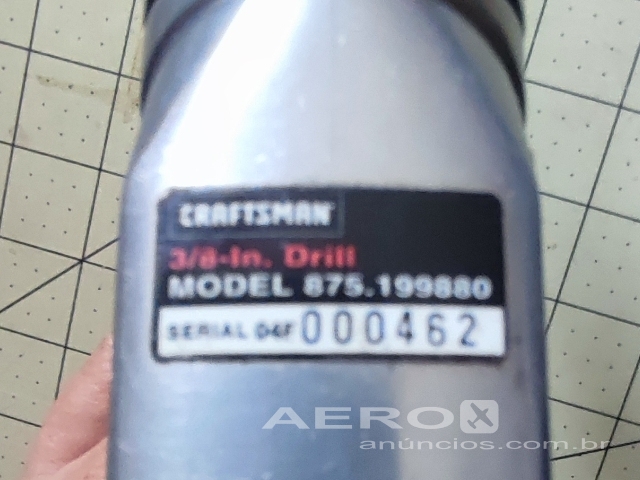 CRAFTSMAN
3/8-In. Drill
MODEL 875.199880
SERIAL 04F 000462
AERO X
anúncios.com.br